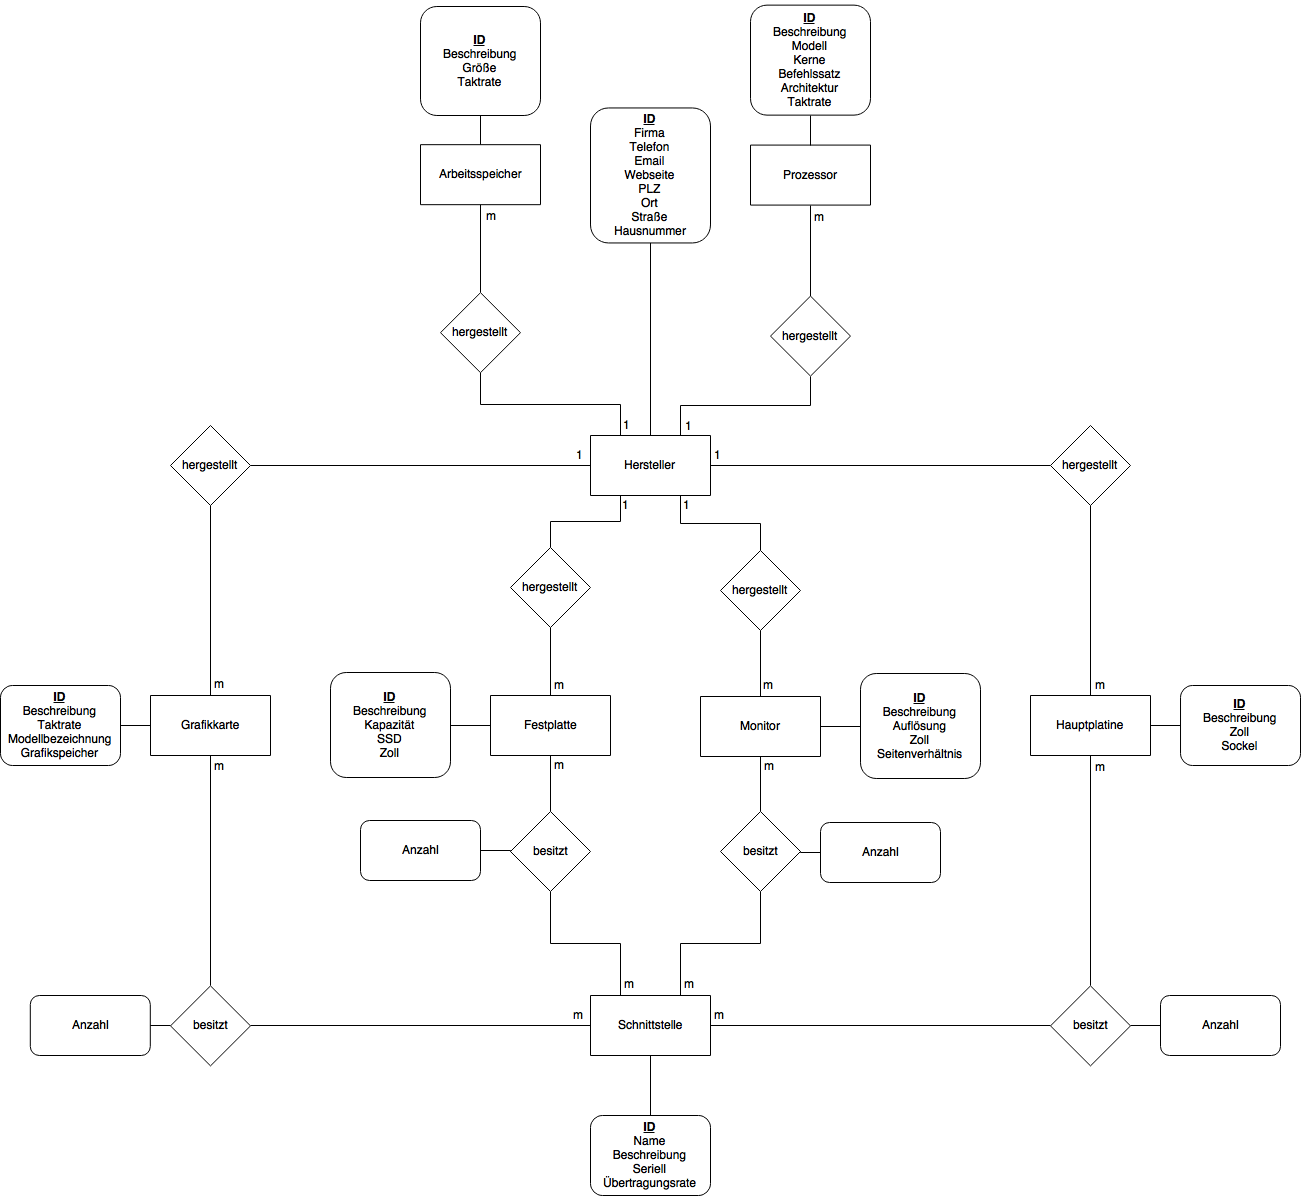 ID
Beschreibung
Größe
Taktrate
ID
Beschreibung
Modell
Kerne
Befehlssatz
Architektur
Taktrate
ID
Firma
Telefon
Email
Webseite
PLZ
Ort
Straße
Hausnummer
Arbeitsspeicher
Prozessor
m
m
hergestellt
hergestellt
1
1
hergestellt
1
Hersteller
1
hergestellt
1
1
hergestellt
hergestellt
m
m
m
m
ID
Beschreibung
Taktrate
Modellbezeichnung
Grafikspeicher
Grafikkarte
ID
Beschreibung
Kapazität
SSD
Zoll
Festplatte
Monitor
ID
Beschreibung
Auflösung
Zoll
Seitenverhältnis
Hauptplatine
ID
Beschreibung
Zoll
Sockel
m
m
m
m
Anzahl
besitzt
besitzt
Anzahl
m
m
Anzahl
besitzt
m
Schnittstelle
m
besitzt
Anzahl
ID
Name
Beschreibung
Seriell
Übertragungsrate